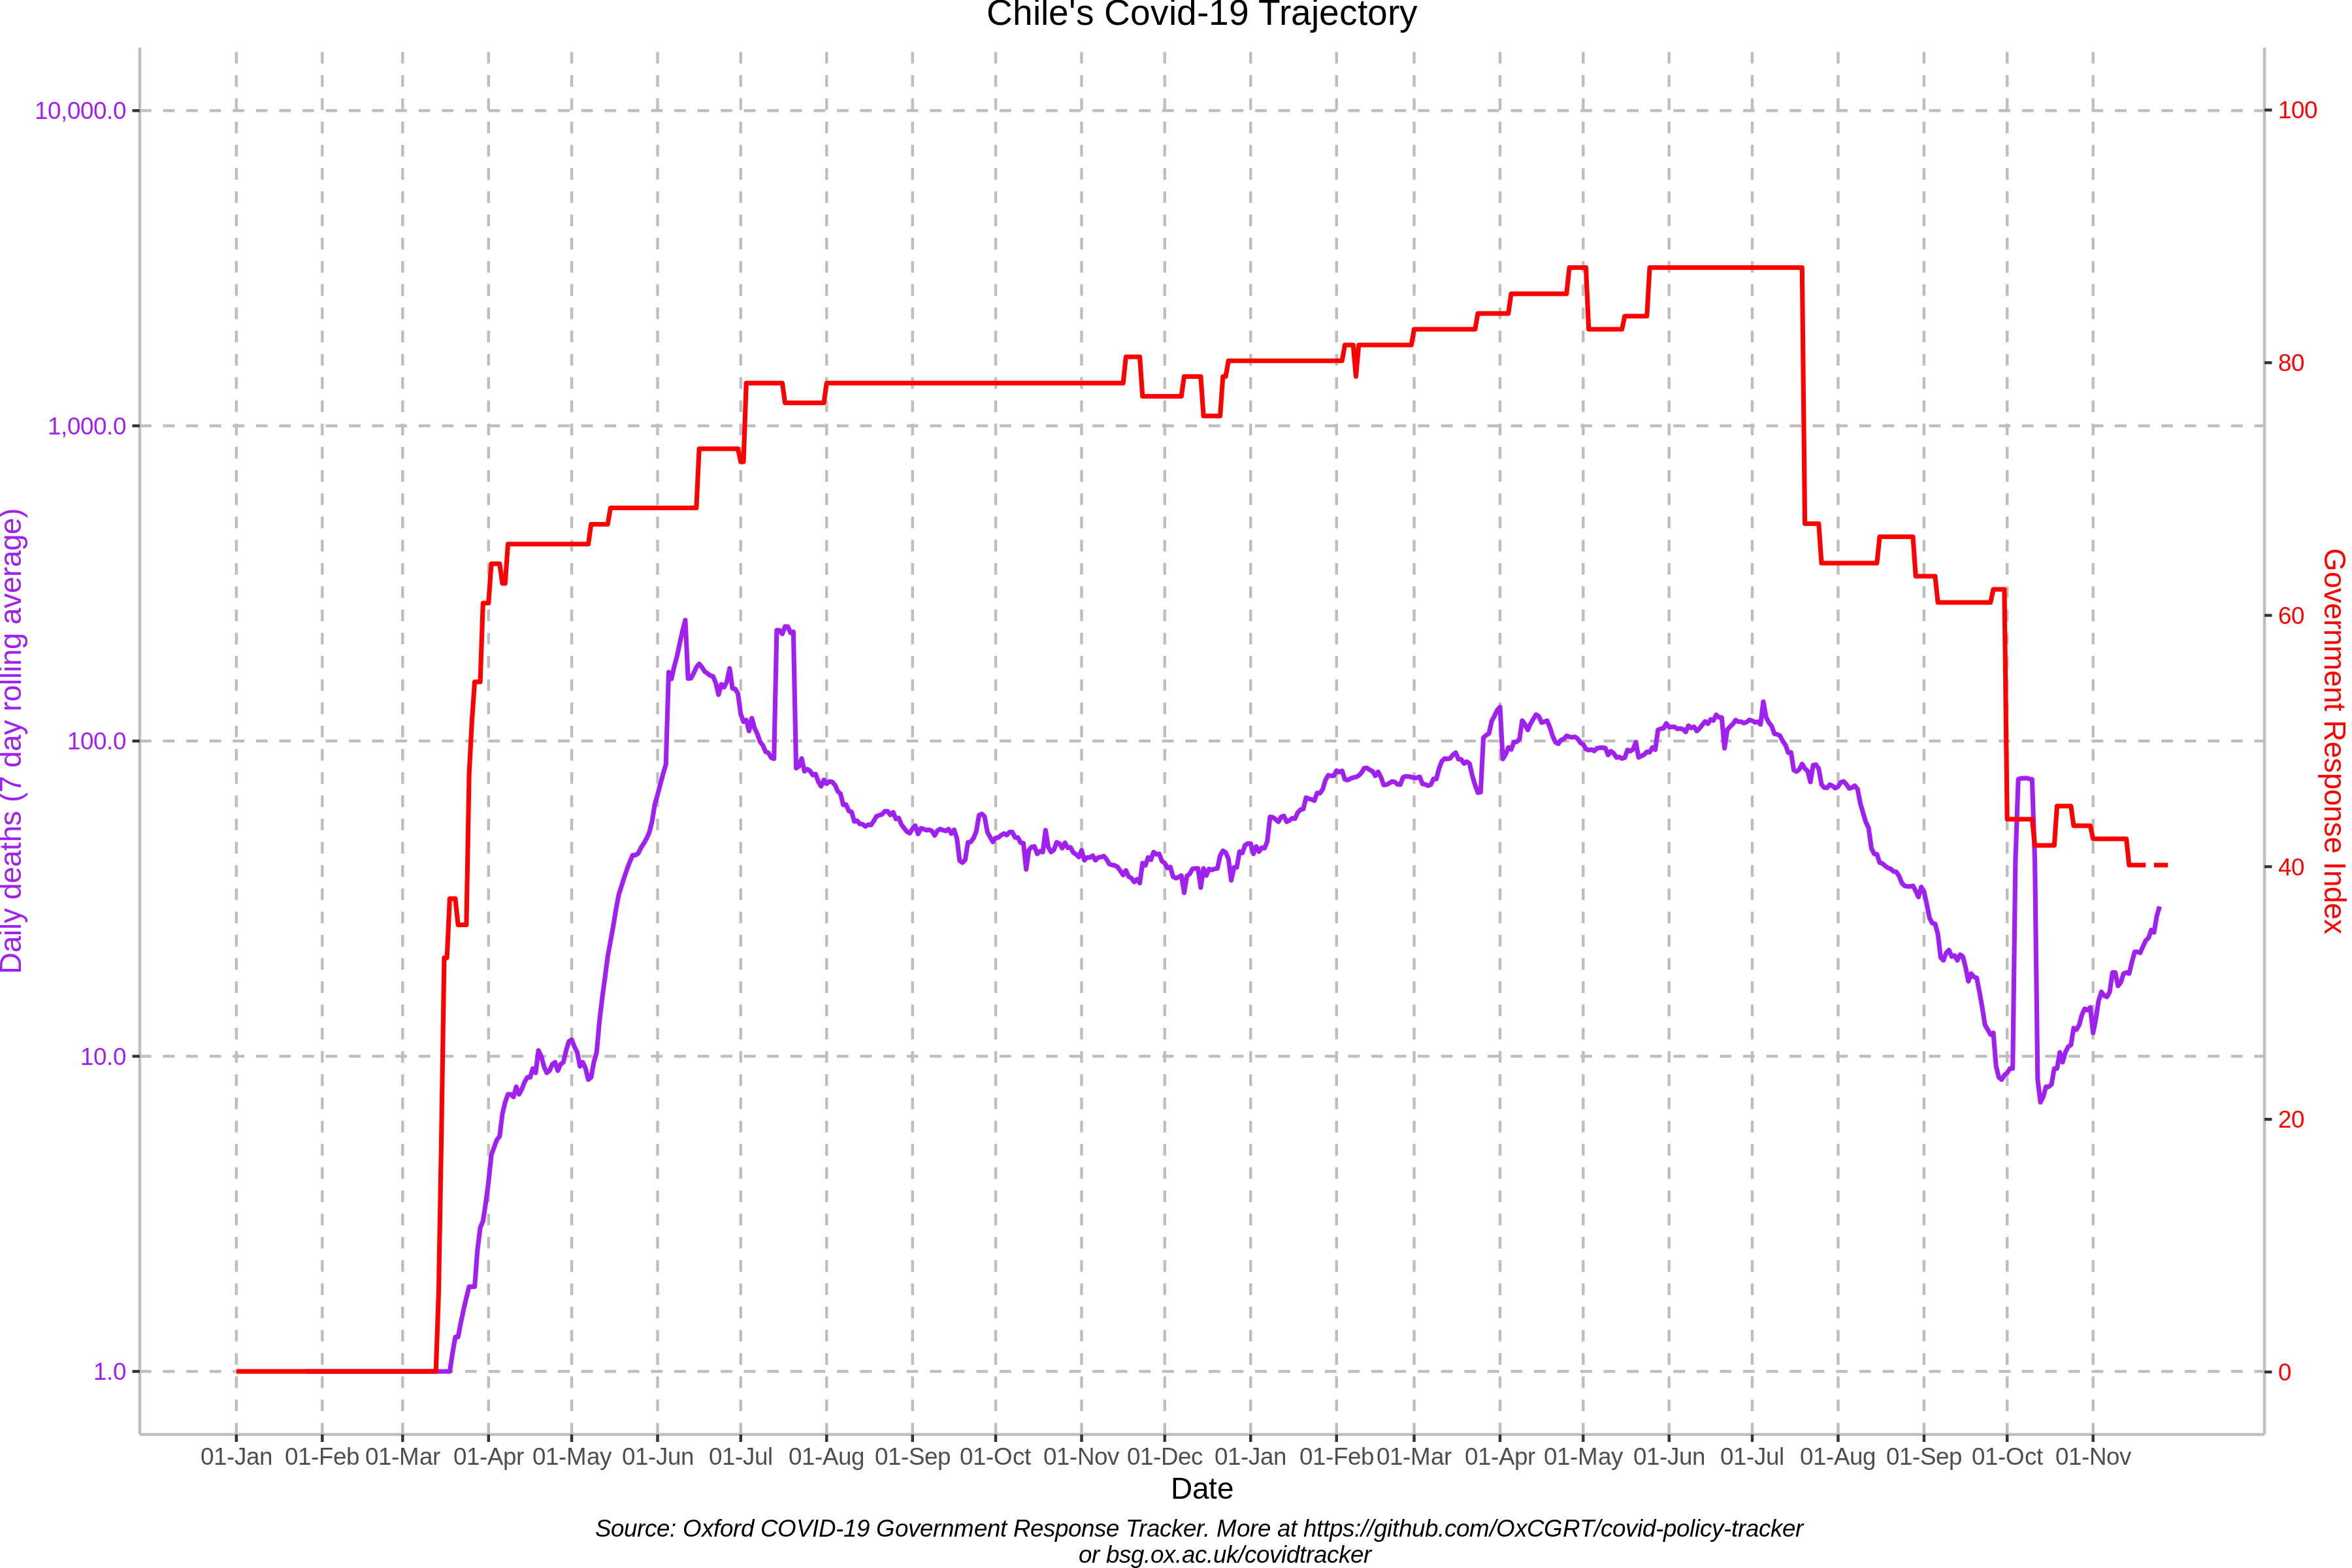 Chile's Covid-19 Trajectory
10,000.0
1,000.0
100.0
10.0
1.0
Daily deaths (7 day rolling average)
100
80
60
40
20
0
Government Response Index
01-Jan 01-Feb 01-Mar 01-Apr 01-May 01-Jun 01-Jul 01-Aug 01-Sep 01-Oct 01-Nov 01-Dec 01-Jan 01-Feb 01-Mar 01-Apr 01-May 01-Jun 01-Jul 01-Aug 01-Sep 01-Oct 01-Nov
Date
Source: Oxford COVID-19 Government Response Tracker. More at https://github.com/OxCGRT/covid-policy-tracker
or bsg.ox.ac.uk/covidtracker